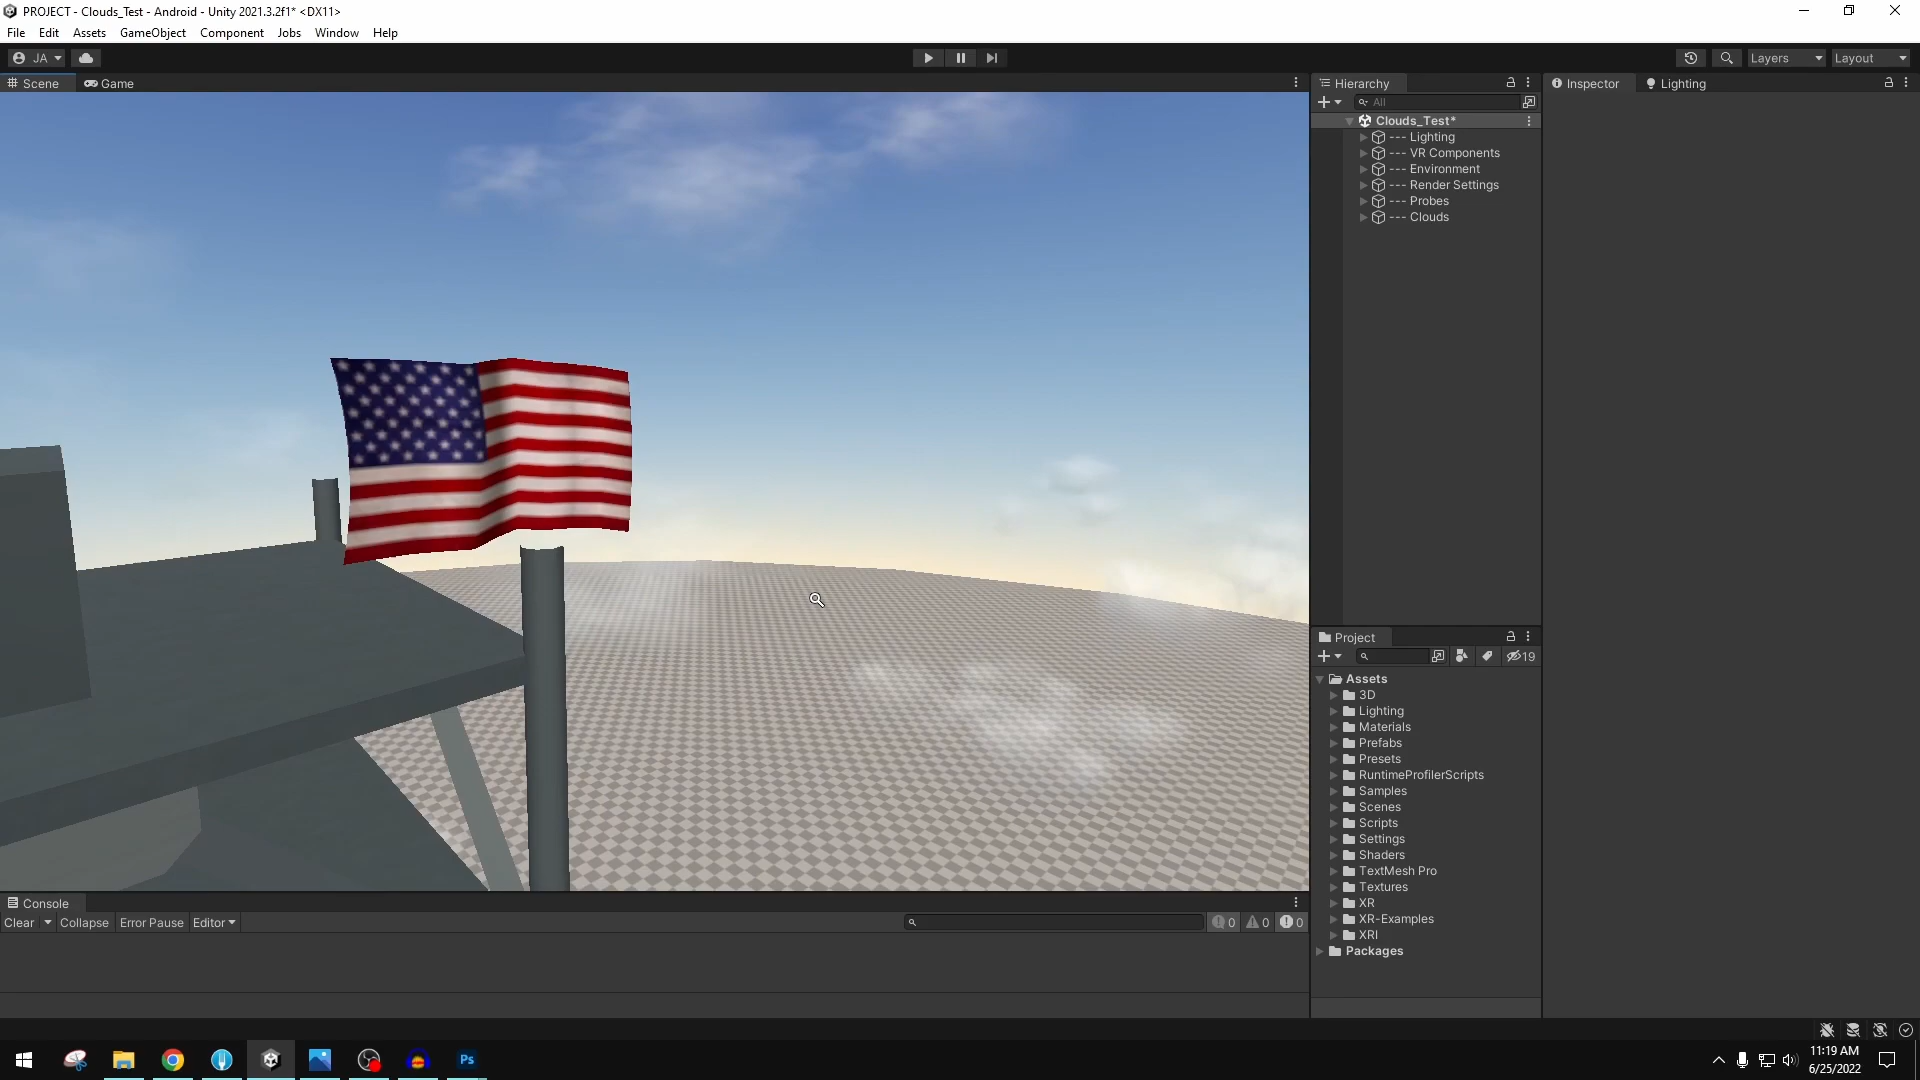 PROJECT - Clouds_Test - Android - Unity 2021.3.2f1* <DX11>
File Edit Assets GameObject Component Jobs Window Help
JA Layers Layout
Scene Game
Hierarchy
Inspector Lighting
All
Clouds_Test*
--- Lighting
--- VR Components
--- Environment
--- Render Settings
--- Probes
--- Clouds
Project
19
Assets
3D
Lighting
Materials
Prefabs
Presets
RuntimeProfilerScripts
Samples
Scenes
Scripts
Settings
Shaders
TextMesh Pro
Textures
XR
XR-Examples
XRI
Packages
Console
Clear Collapse Error Pause Editor 0 0 0
Ps
11:19 AM
6/25/2022